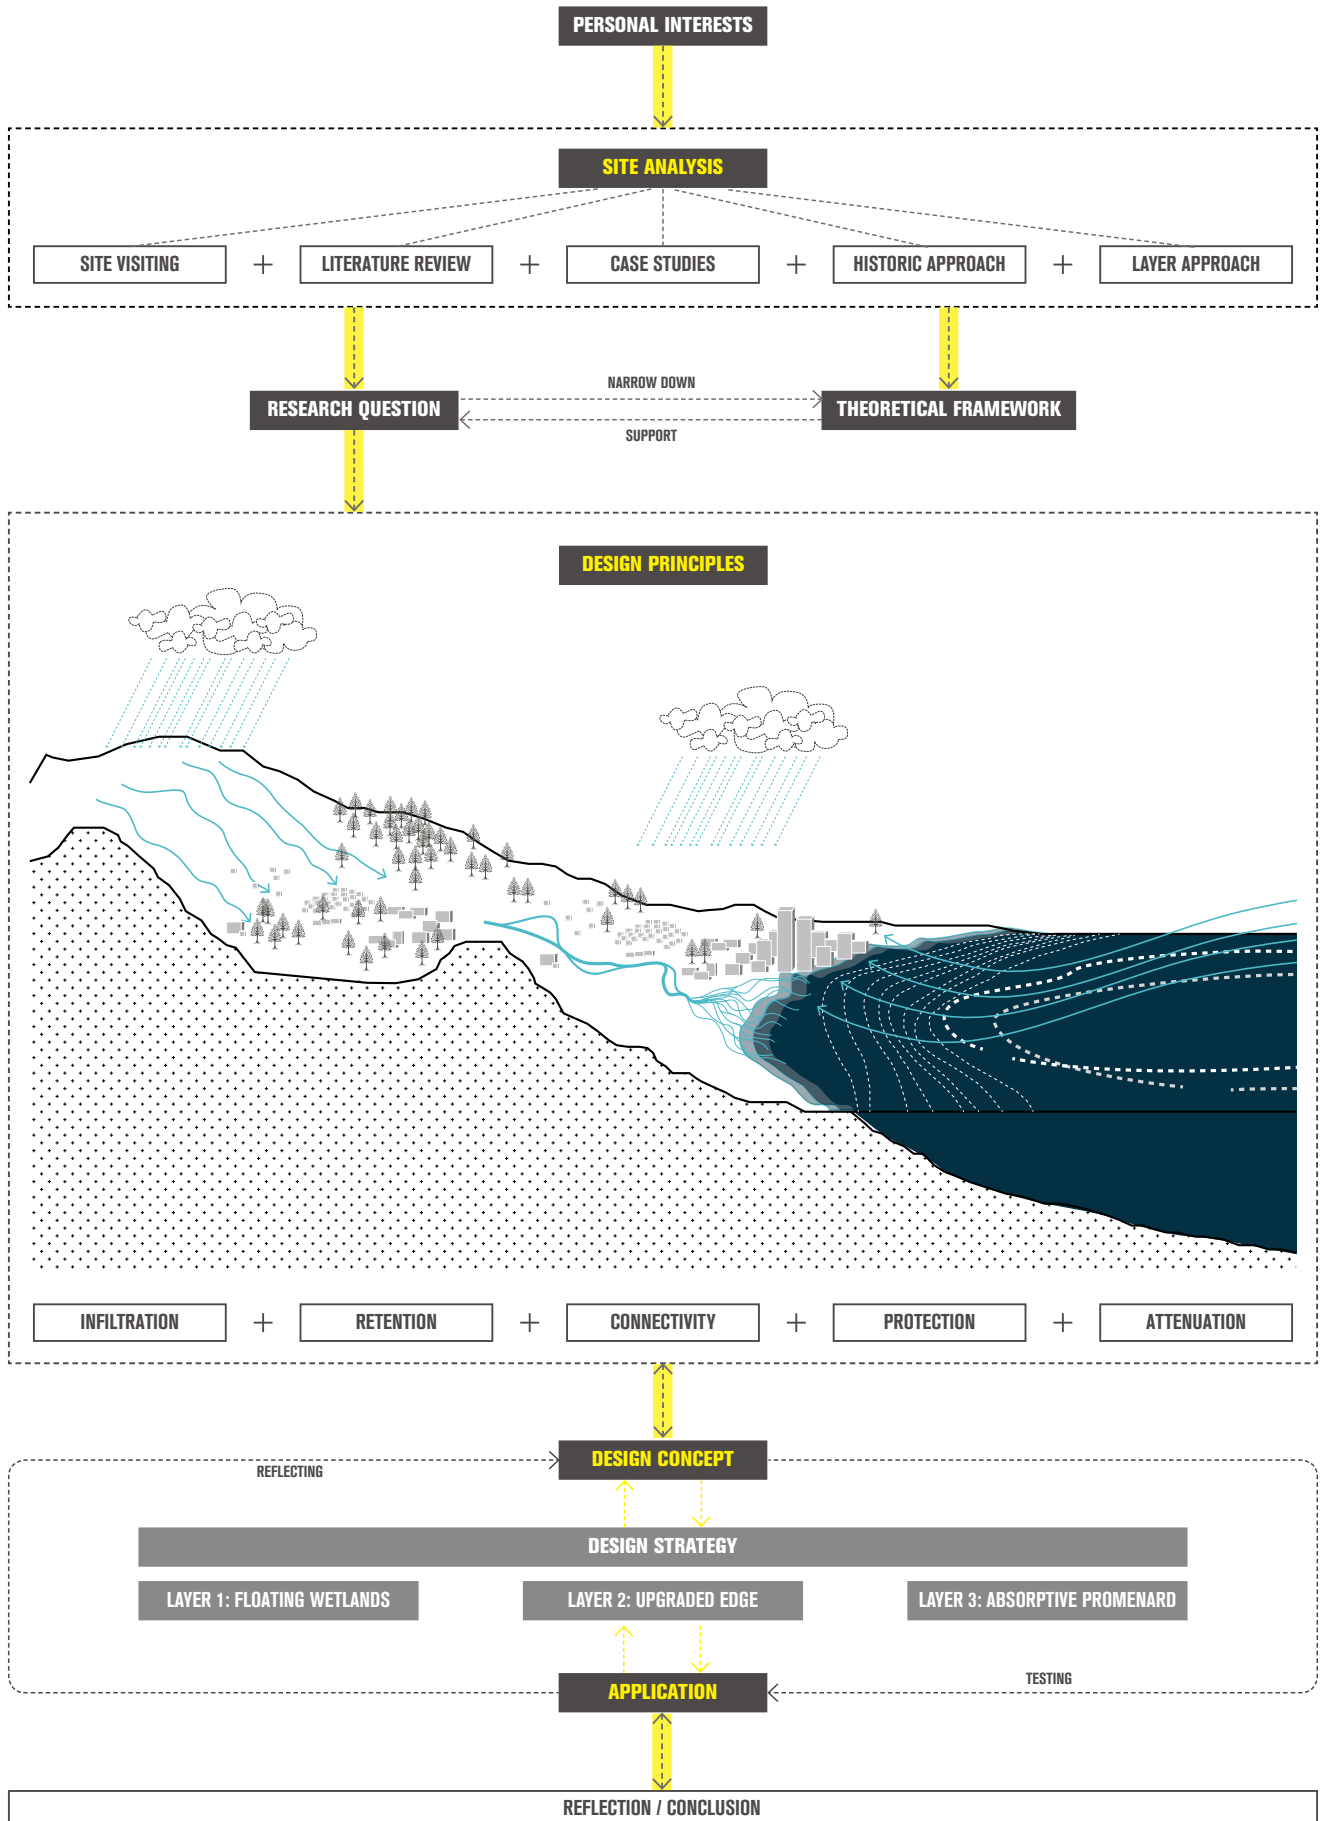 PERSONAL INTERESTS
SITE ANALYSIS
SITE VISITING + LITERATURE REVIEW + CASE STUDIES + HISTORIC APPROACH + LAYER APPROACH
NARROW DOWN
RESEARCH QUESTION
THEORETICAL FRAMEWORK
SUPPORT
DESIGN PRINCIPLES
INFILTRATION + RETENTION + CONNECTIVITY + PROTECTION + ATTENUATION
DESIGN CONCEPT
REFLECTING
DESIGN STRATEGY
LAYER 1: FLOATING WETLANDS
LAYER 2: UPGRADED EDGE
LAYER 3: ABSORPTIVE PROMENARD
TESTING
APPLICATION
REFLECTION / CONCLUSION